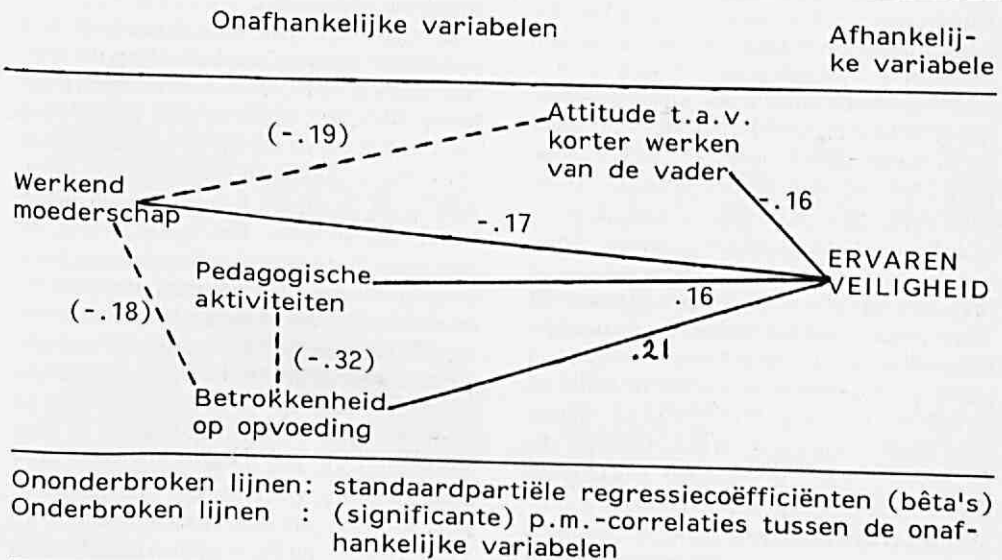 Onafhankelijke variabelen
Afhankelij-
ke variabele
Attitude t.a.v.
korter werken
van de vader
(-.19)
-.16
Werkend
moederschap
-.17
ERVAREN
VEILIGHEID
Pedagogische
aktiviteiten
.16
(-.18)
(-.32)
.21
Betrokkenheid
op opvoeding
Ononderbroken lijnen: standaardpartiële regressiecoëfficiënten (bêta's)
Onderbroken lijnen : (significante) p.m.-correlaties tussen de onaf-
hankelijke variabelen